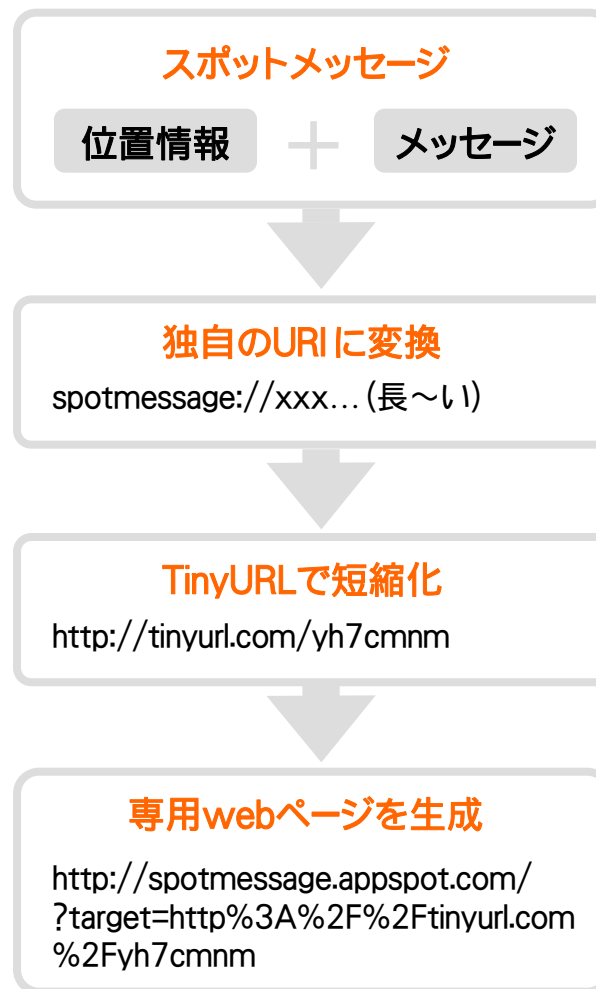 スポットメッセージ
位置情報 + メッセージ
独自のURIに変換
spotmessage://xxx…(長~い)
TinyURLで短縮化
http://tinyurl.com/yh7cmnm
専用webページを生成
http://spotmessage.appspot.com/
?target=http%3A%2F%2Ftinyurl.com
%2Fyh7cmnm